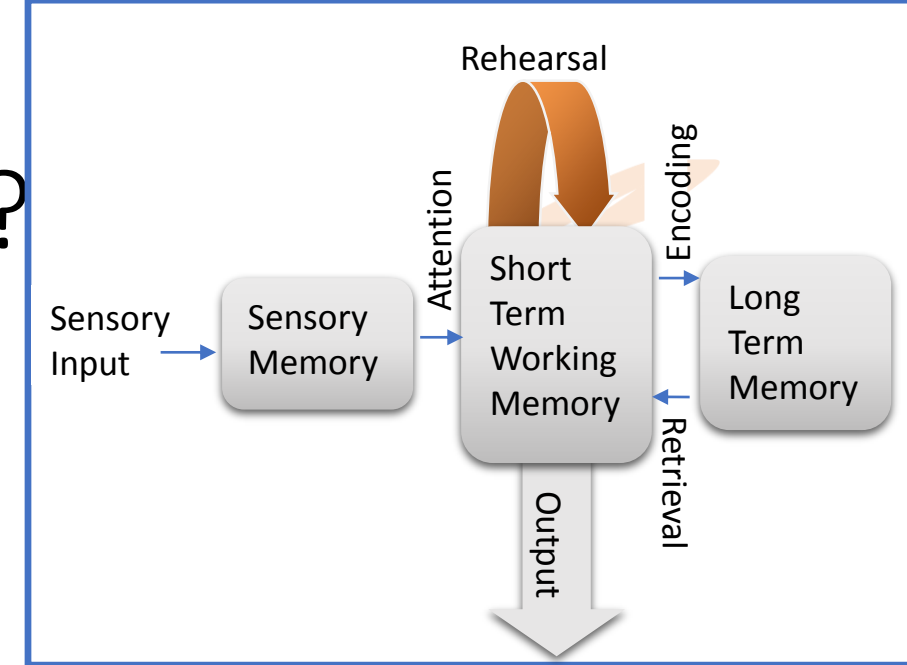 Rehearsal
?
Attention
Encoding
Sensory
Input
Sensory
Memory
Short
Term
Working
Memory
Long
Term
Memory
Retrieval
Output